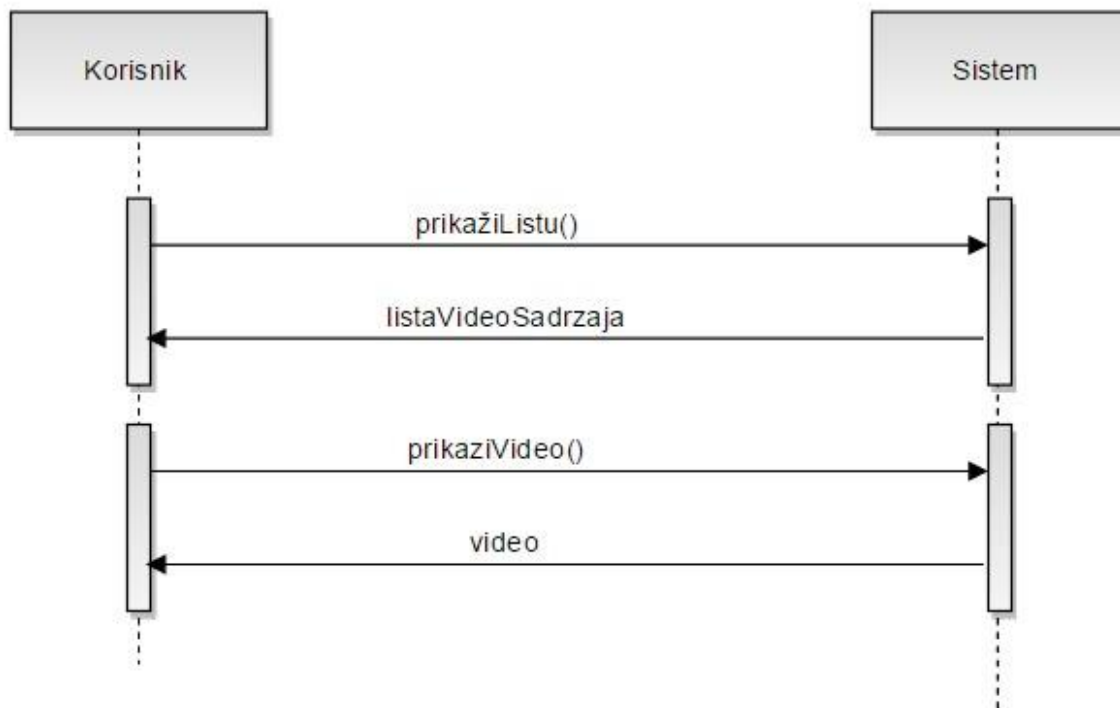 Korisnik
Sistem
prikažiListu()
listaVideoSadrzaja
prikaziVideo()
video